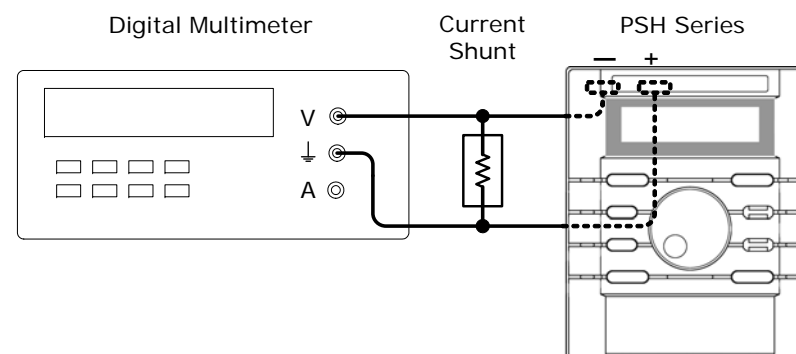 Digital Multimeter
Current
Shunt
PSH Series
— +
V
A